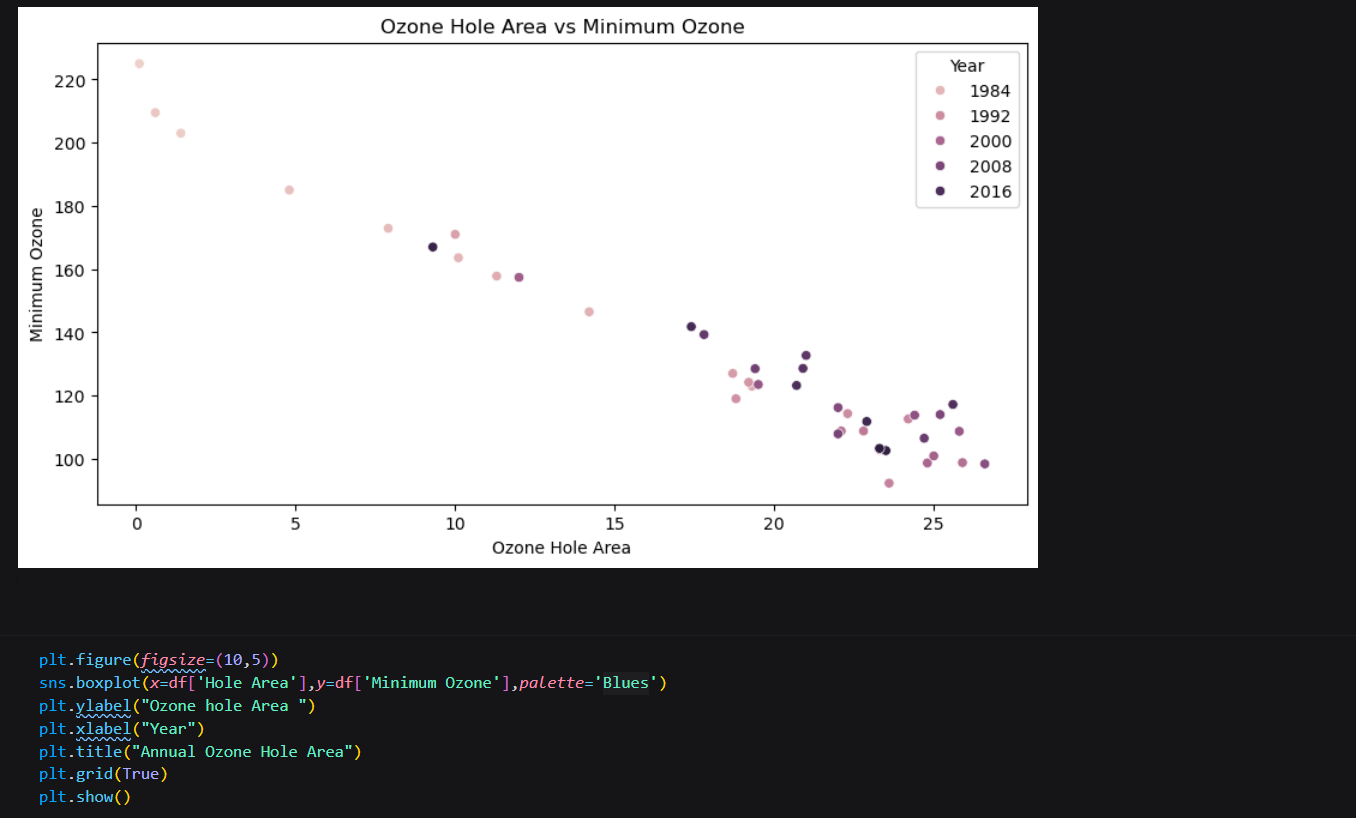 Ozone Hole Area vs Minimum Ozone
Year
1984
1992
2000
2008
2016
220
200
180
160
140
120
100
Minimum Ozone
0 5 10 15 20 25
Ozone Hole Area
plt.figure(figsize=(10,5))
sns.boxplot(x=df['Hole Area'],y=df['Minimum Ozone'],palette='Blues')
plt.ylabel("Ozone hole Area ")
plt.xlabel("Year")
plt.title("Annual Ozone Hole Area")
plt.grid(True)
plt.show()